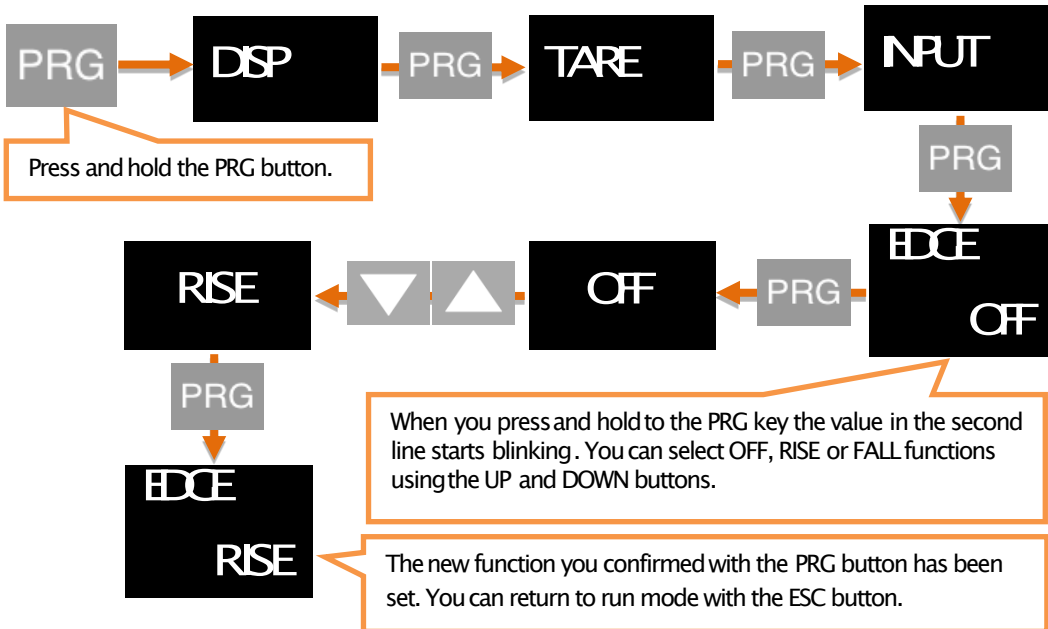 PRG
DISP
PRG
TARE
PRG
INPUT
Press and hold the PRG button.
PRG
EDGE
OFF
PRG
OFF
RISE
PRG
When you press and hold to the PRG key the value in the second
line starts blinking. You can select OFF, RISE or FALL functions
using the UP and DOWN buttons.
EDGE
RISE
The new function you confirmed with the PRG button has been
set. You can return to run mode with the ESC button.